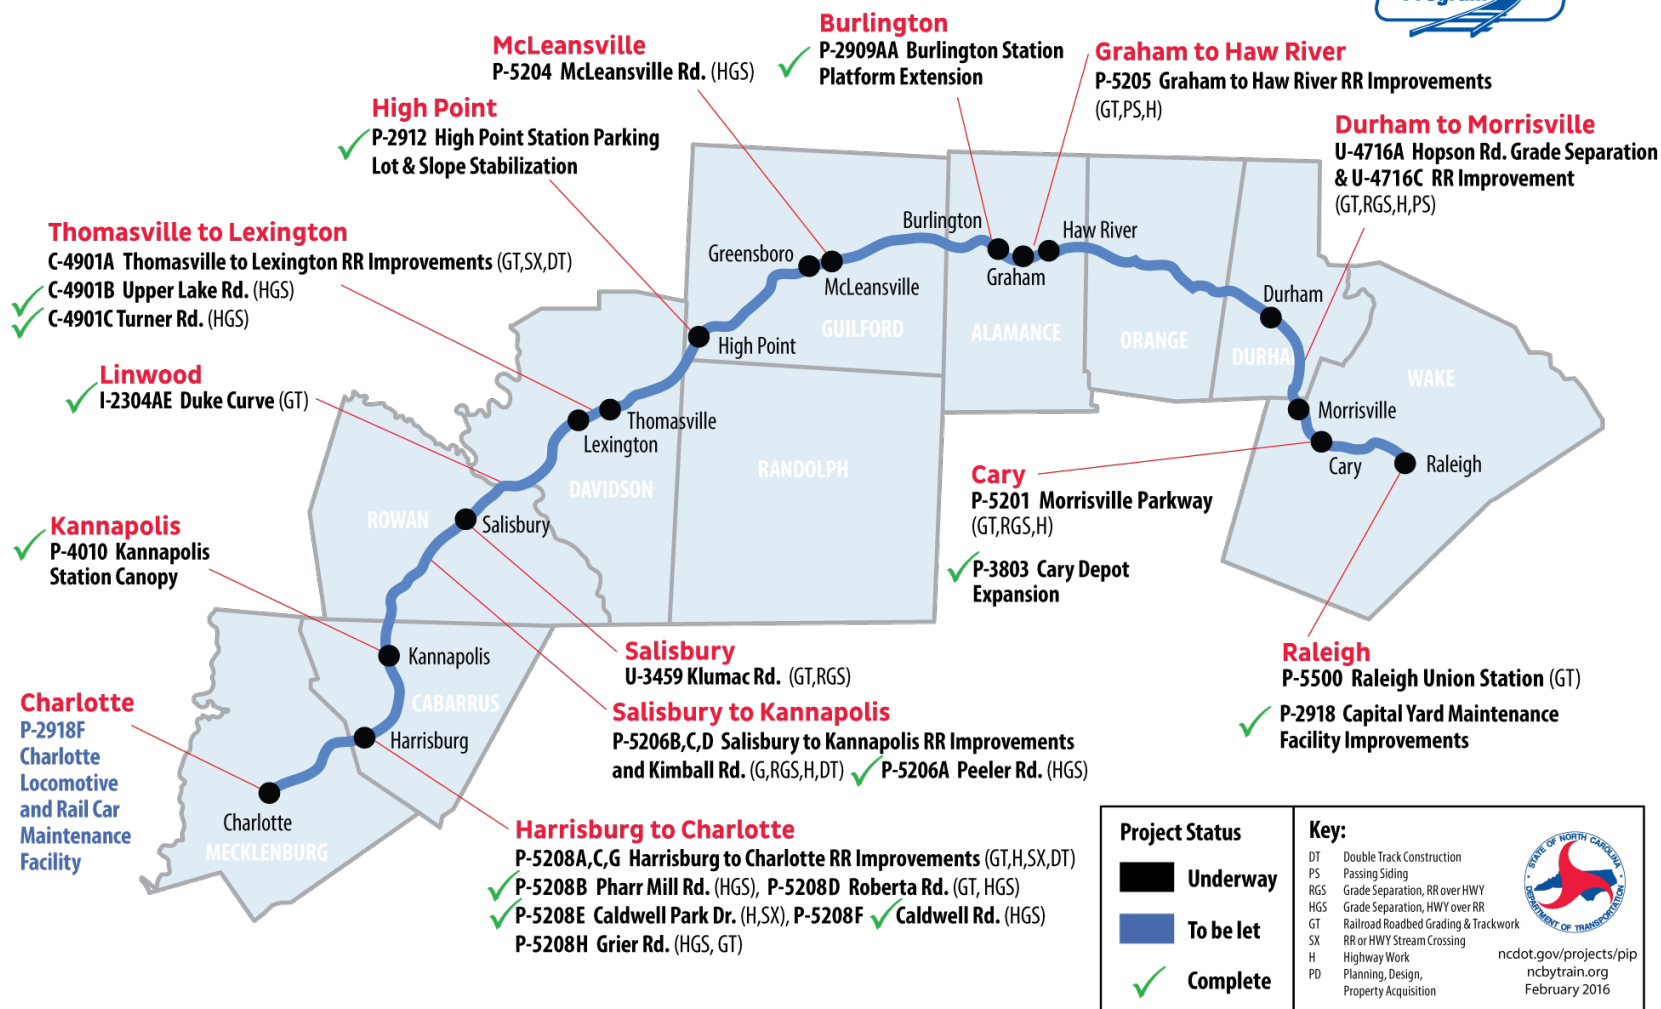 Program
Burlington
P-2909AA Burlington Station
Platform Extension
McLeansville
P-5204 McLeansville Rd. (HGS)
Graham to Haw River
P-5205 Graham to Haw River RR Improvements
(GT,PS,H)
High Point
P-2912 High Point Station Parking
Lot & Slope Stabilization
Durham to Morrisville
U-4716A Hopson Rd. Grade Separation
& U-4716C RR Improvement
(GT,RGS,H,PS)
Thomasville to Lexington
C-4901A Thomasville to Lexington RR Improvements (GT,SX,DT)
C-4901B Upper Lake Rd. (HGS)
C-4901C Turner Rd. (HGS)
Linwood
I-2304AE Duke Curve (GT)
Kannapolis
P-4010 Kannapolis
Station Canopy
Charlotte
P-2918F
Charlotte
Locomotive
and Rail Car
Maintenance
Facility
Burlington
Haw River
Greensboro
McLeansville
Graham
Durham
High Point
GUILFORD
ALAMANCE
ORANGE
DURHA
WAKE
Thomasville
Lexington
Morrisville
Cary
Raleigh
RANDOLPH
DAVIDSON
ROWAN
Salisbury
Kannapolis
CABARRUS
Harrisburg
Charlotte
MECKLENBURG
Cary
P-5201 Morrisville Parkway
(GT,RGS,H)
P-3803 Cary Depot
Expansion
Salisbury
U-3459 Klumac Rd. (GT,RGS)
Salisbury to Kannapolis
P-5206B,C,D Salisbury to Kannapolis RR Improvements
and Kimball Rd. (G,RGS,H,DT) P-5206A Peeler Rd. (HGS)
Raleigh
P-5500 Raleigh Union Station (GT)
P-2918 Capital Yard Maintenance
Facility Improvements
Harrisburg to Charlotte
P-5208A,C,G Harrisburg to Charlotte RR Improvements (GT,H,SX,DT)
P-5208B Pharr Mill Rd. (HGS), P-5208D Roberta Rd. (GT, HGS)
P-5208E Caldwell Park Dr. (H,SX), P-5208F Caldwell Rd. (HGS)
P-5208H Grier Rd. (HGS, GT)
Project Status
Underway
To be let
Complete
Key:
DT Double Track Construction
PS Passing Siding
RGS Grade Separation, RR over HWY
HGS Grade Separation, HWY over RR
GT Railroad Roadbed Grading & Trackwork
SX RR or HWY Stream Crossing
H Highway Work
PD Planning, Design,
Property Acquisition
STATE OF NORTH CAROLINA
DEPARTMENT OF TRANSPORTATION
ncdot.gov/projects/pip
ncbytrain.org
February 2016